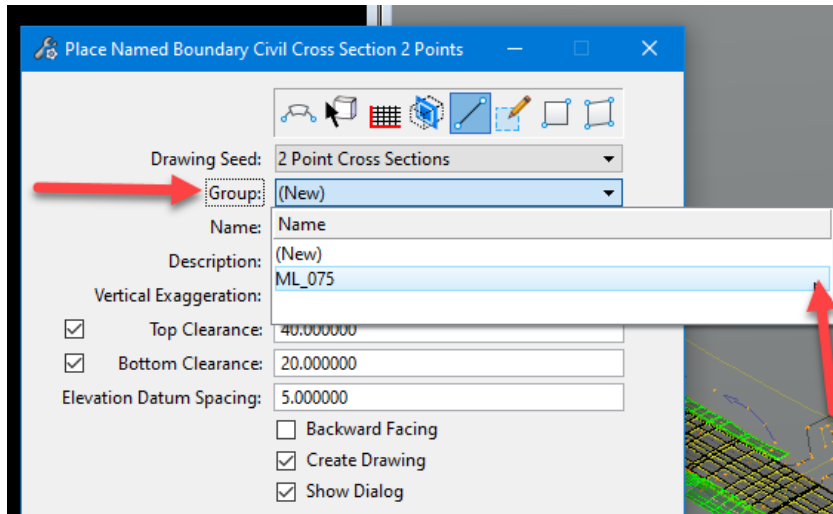 Place Named Boundary Civil Cross Section 2 Points
Drawing Seed: 2 Point Cross Sections
Group: (New)
Name: Name
Description: (New)
ML_075
Vertical Exaggeration:
Top Clearance: 40.000000
Bottom Clearance: 20.000000
Elevation Datum Spacing: 5.000000
Backward Facing
Create Drawing
Show Dialog